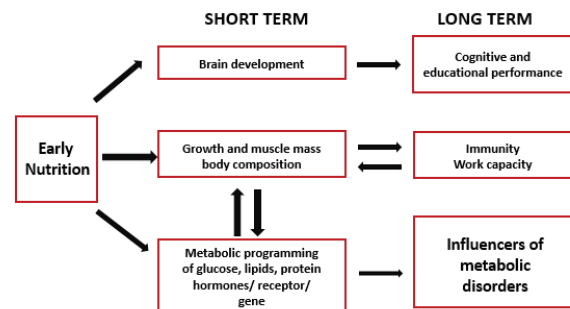 SHORT TERM
LONG TERM
Brain development
Cognitive and
educational performance
Early
Nutrition
Growth and muscle mass
body composition
Immunity
Work capacity
Metabolic programming
of glucose, lipids, protein
hormones/ receptor/
gene
Influencers of
metabolic
disorders